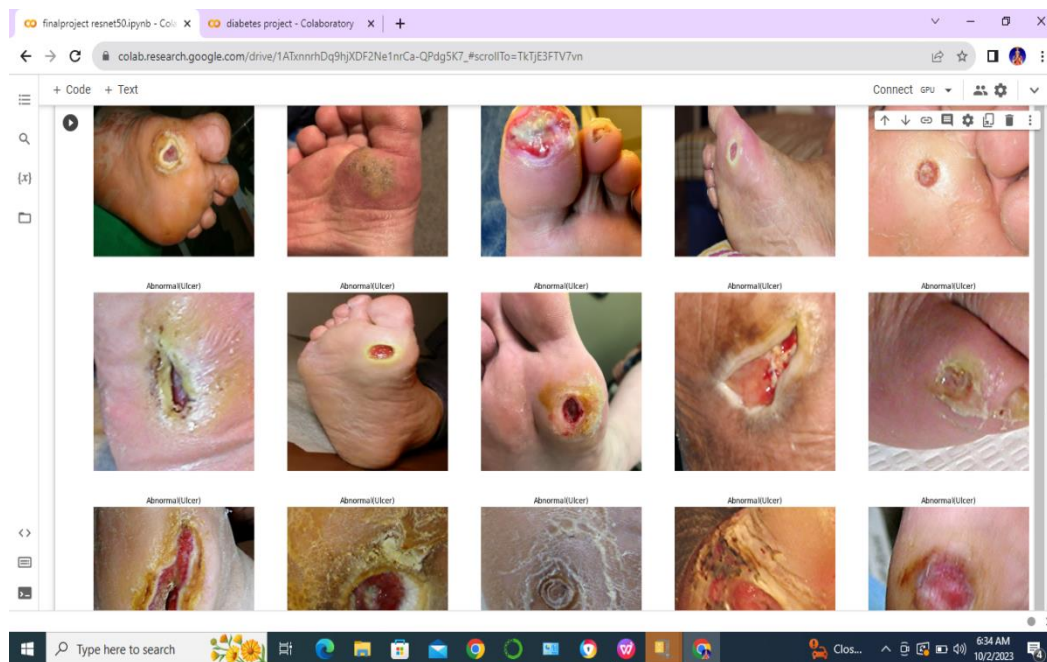 finalproject resnet50.ipynb - Col
diabetes project - Colaboratory
colab.research.google.com/drive/1ATxnnrhDq9hjXDF2Ne1nrCa-QPdg5K7_#scrollTo=TkTjE3FTV7vn
+ Code + Text
Connect GPU
{x}
Abnormal(Ulcer) Abnormal(Ulcer) Abnormal(Ulcer) Abnormal(Ulcer) Abnormal(Ulcer)
Abnormal(Ulcer) Abnormal(Ulcer) Abnormal(Ulcer) Abnormal(Ulcer) Abnormal(Ulcer)
Type here to search
Clos...
6:34 AM
10/2/2023
4